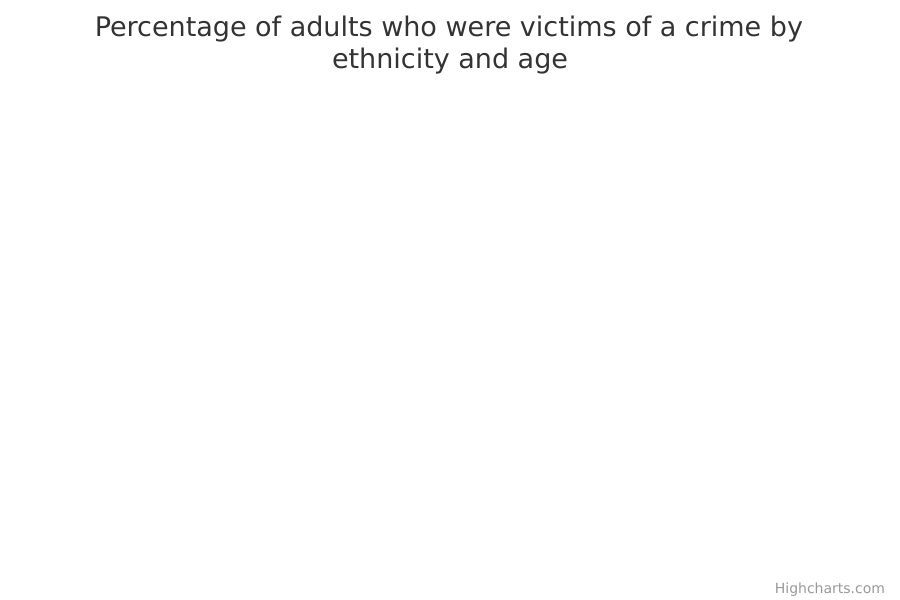 Percentage of adults who were victims of a crime by
ethnicity and age
Highcharts.com